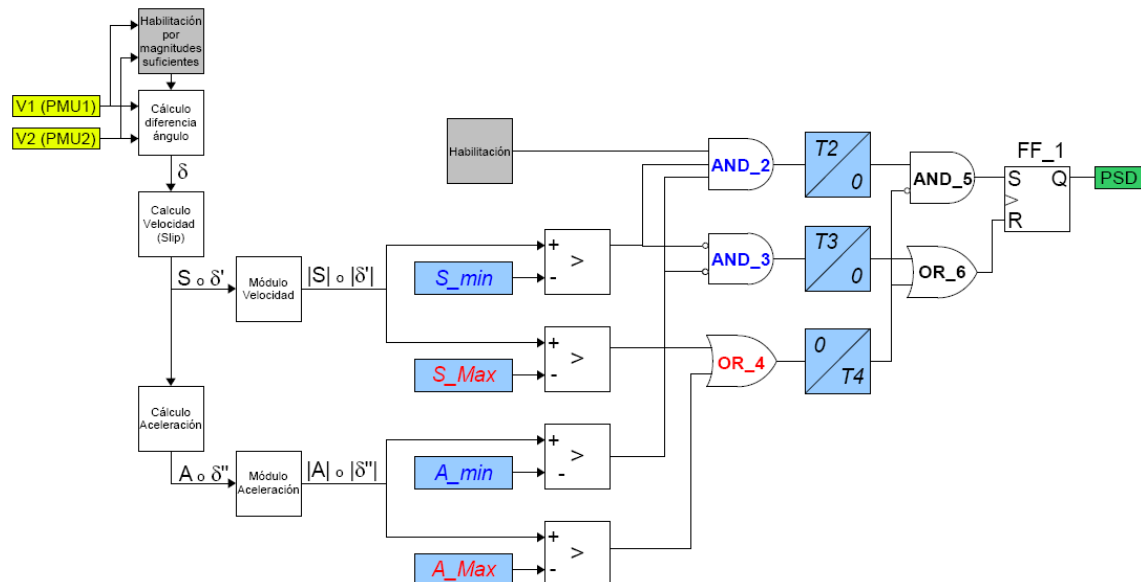 Habilitación
por
magnitudes
suficientes
V1 (PMU1)
V2 (PMU2)
Cálculo
diferencia
ángulo
δ
Calculo
Velocidad
(Slip)
S o δ'
Módulo
Velocidad
|S| o |δ'|
Cálculo
Aceleración
A o δ''
Módulo
Aceleración
|A| o |δ''|
Habilitación
+
S_min
-
>
+
S_Max
-
>
+
A_min
-
>
+
A_Max
-
>
AND_2
AND_3
OR_4
T2
0
T3
0
0
T4
AND_5
OR_6
FF_1
S Q
R
PSD